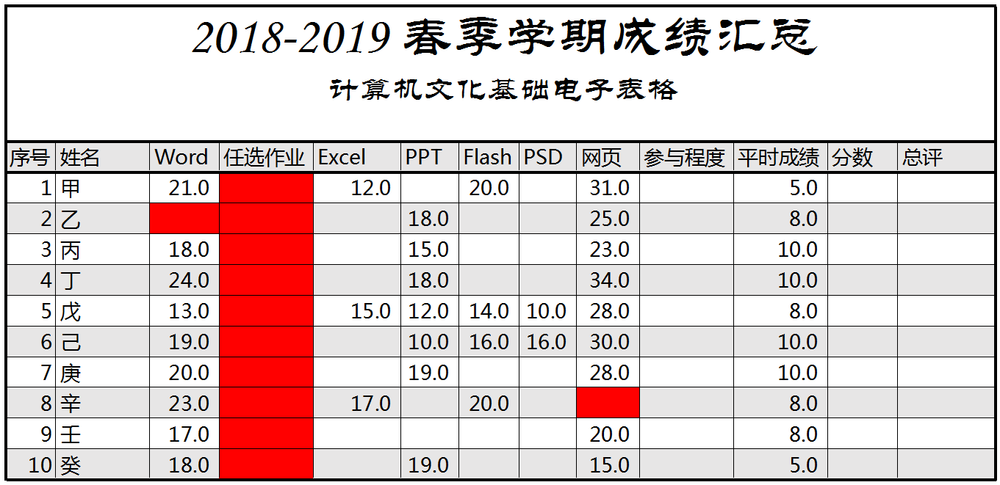 2018-2019春季学期成绩汇总
计算机文化基础电子表格
序号 姓名 Word 任选作业 Excel PPT Flash PSD 网页 参与程度 平时成绩 分数 总评
1 甲 21.0 12.0 20.0 31.0 5.0
2 乙 18.0 25.0 8.0
3 丙 18.0 15.0 23.0 10.0
4 丁 24.0 18.0 34.0 10.0
5 戊 13.0 15.0 12.0 14.0 10.0 28.0 8.0
6 己 19.0 10.0 16.0 16.0 30.0 10.0
7 庚 20.0 19.0 28.0 10.0
8 辛 23.0 17.0 20.0 8.0
9 壬 17.0 20.0 8.0
10 癸 18.0 19.0 15.0 5.0